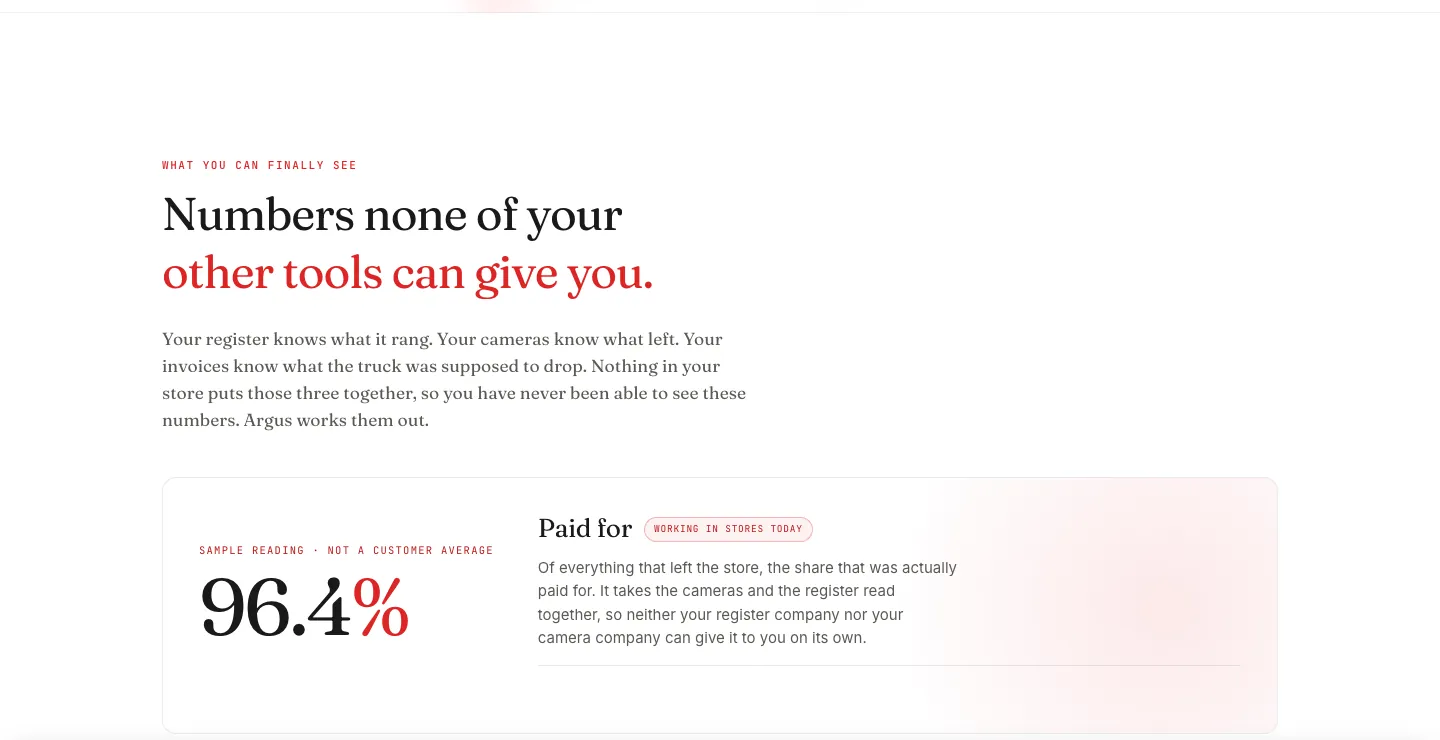 WHAT YOU CAN FINALLY SEE
Numbers none of your
other tools can give you.
Your register knows what it rang. Your cameras know what left. Your
invoices know what the truck was supposed to drop. Nothing in your
store puts those three together, so you have never been able to see these
numbers. Argus works them out.
SAMPLE READING · NOT A CUSTOMER AVERAGE
96.4%
Paid for
WORKING IN STORES TODAY
Of everything that left the store, the share that was actually
paid for. It takes the cameras and the register read
together, so neither your register company nor your
camera company can give it to you on its own.